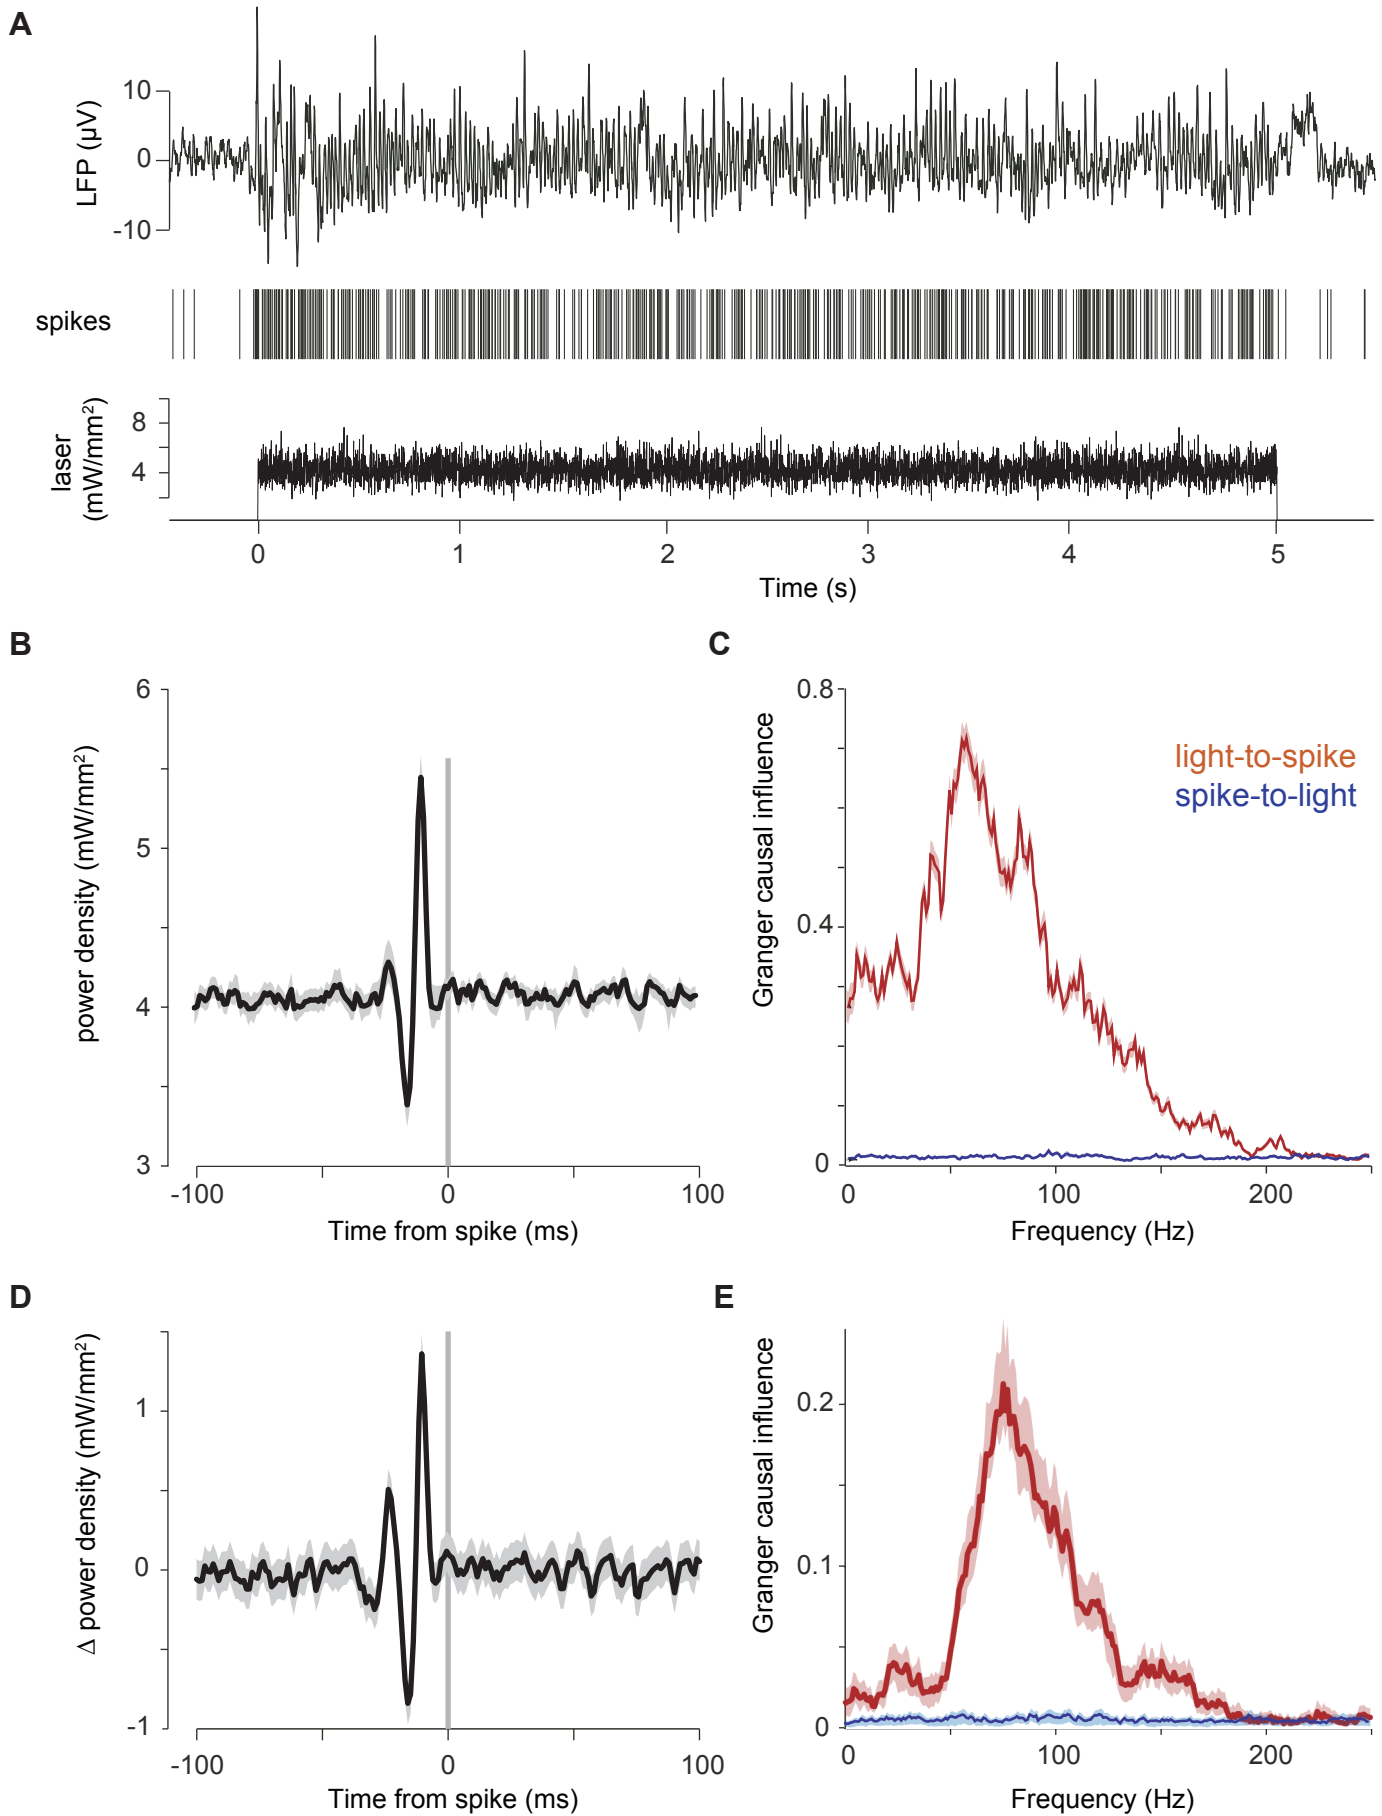 A
LFP (µV)
10
0
-10
spikes
laser
(mW/mm²)
8
4
0 1 2 3 4 5
Time (s)
B
power density (mW/mm²)
6
5
4
3
-100 0 100
Time from spike (ms)
C
Granger causal influence
0.8
0.4
0
light-to-spike
spike-to-light
0 100 200
Frequency (Hz)
D
Δ power density (mW/mm²)
1
0
-1
-100 0 100
Time from spike (ms)
E
Granger causal influence
0.2
0.1
0
0 100 200
Frequency (Hz)